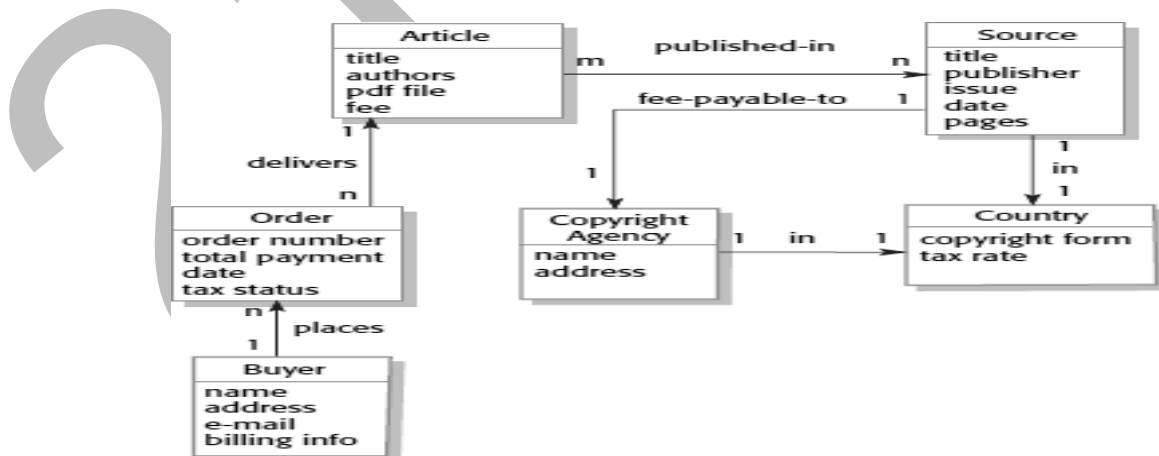 Article
title
authors
pdf file
fee
m
published-in
n
Source
title
publisher
issue
date
pages
fee-payable-to
1
1
1
delivers
n
1
in
1
Order
order number
total payment
date
tax status
Copyright
Agency
name
address
1
in
1
Country
copyright form
tax rate
n
places
1
Buyer
name
address
e-mail
billing info